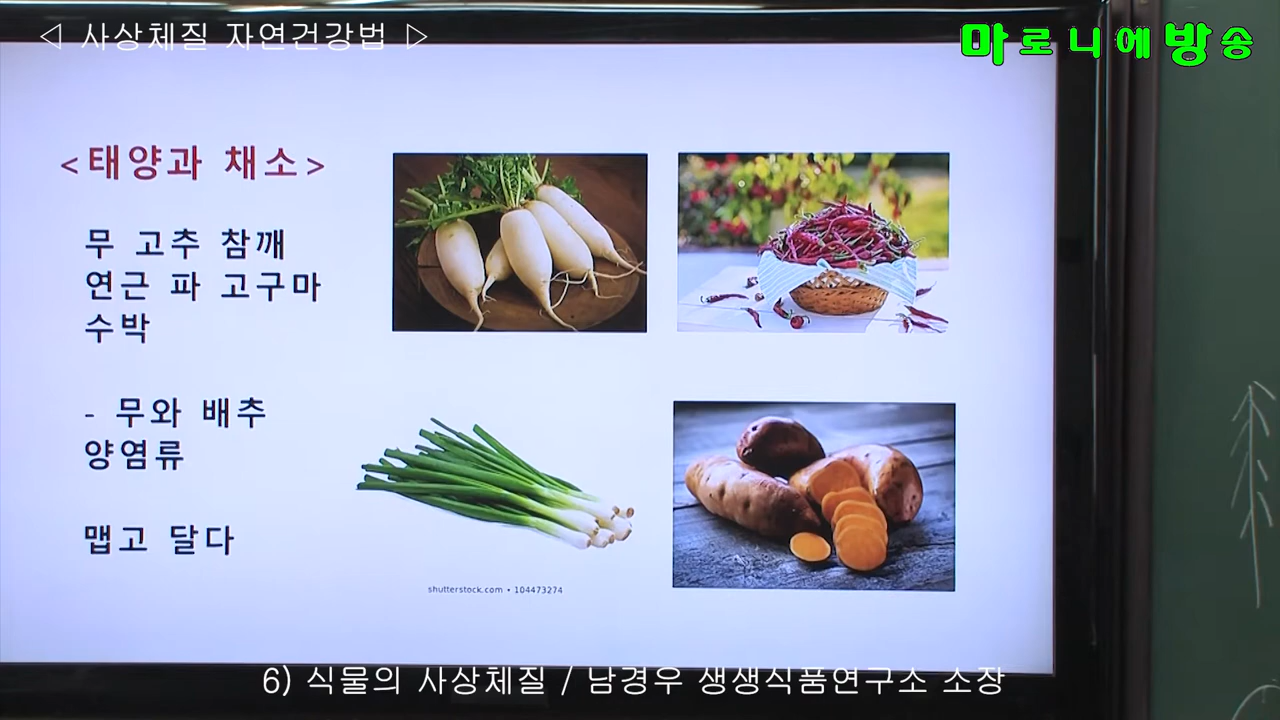 ◁ 사상체질 자연건강법 ▷
마로니에방송
<태양과 채소>
무 고추 참깨
연근 파 고구마
수박
- 무와 배추
양념류
맵고 달다
shutterstock.com • 104473274
6) 식물의 사상체질 / 남경우 생생식품연구소 소장